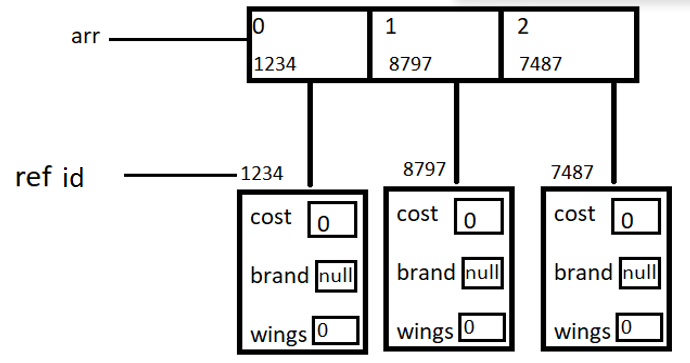 arr
0 1 2
1234 8797 7487
ref id
1234 8797 7487
cost 0 cost 0 cost 0
brand null brand null brand null
wings 0 wings 0 wings 0